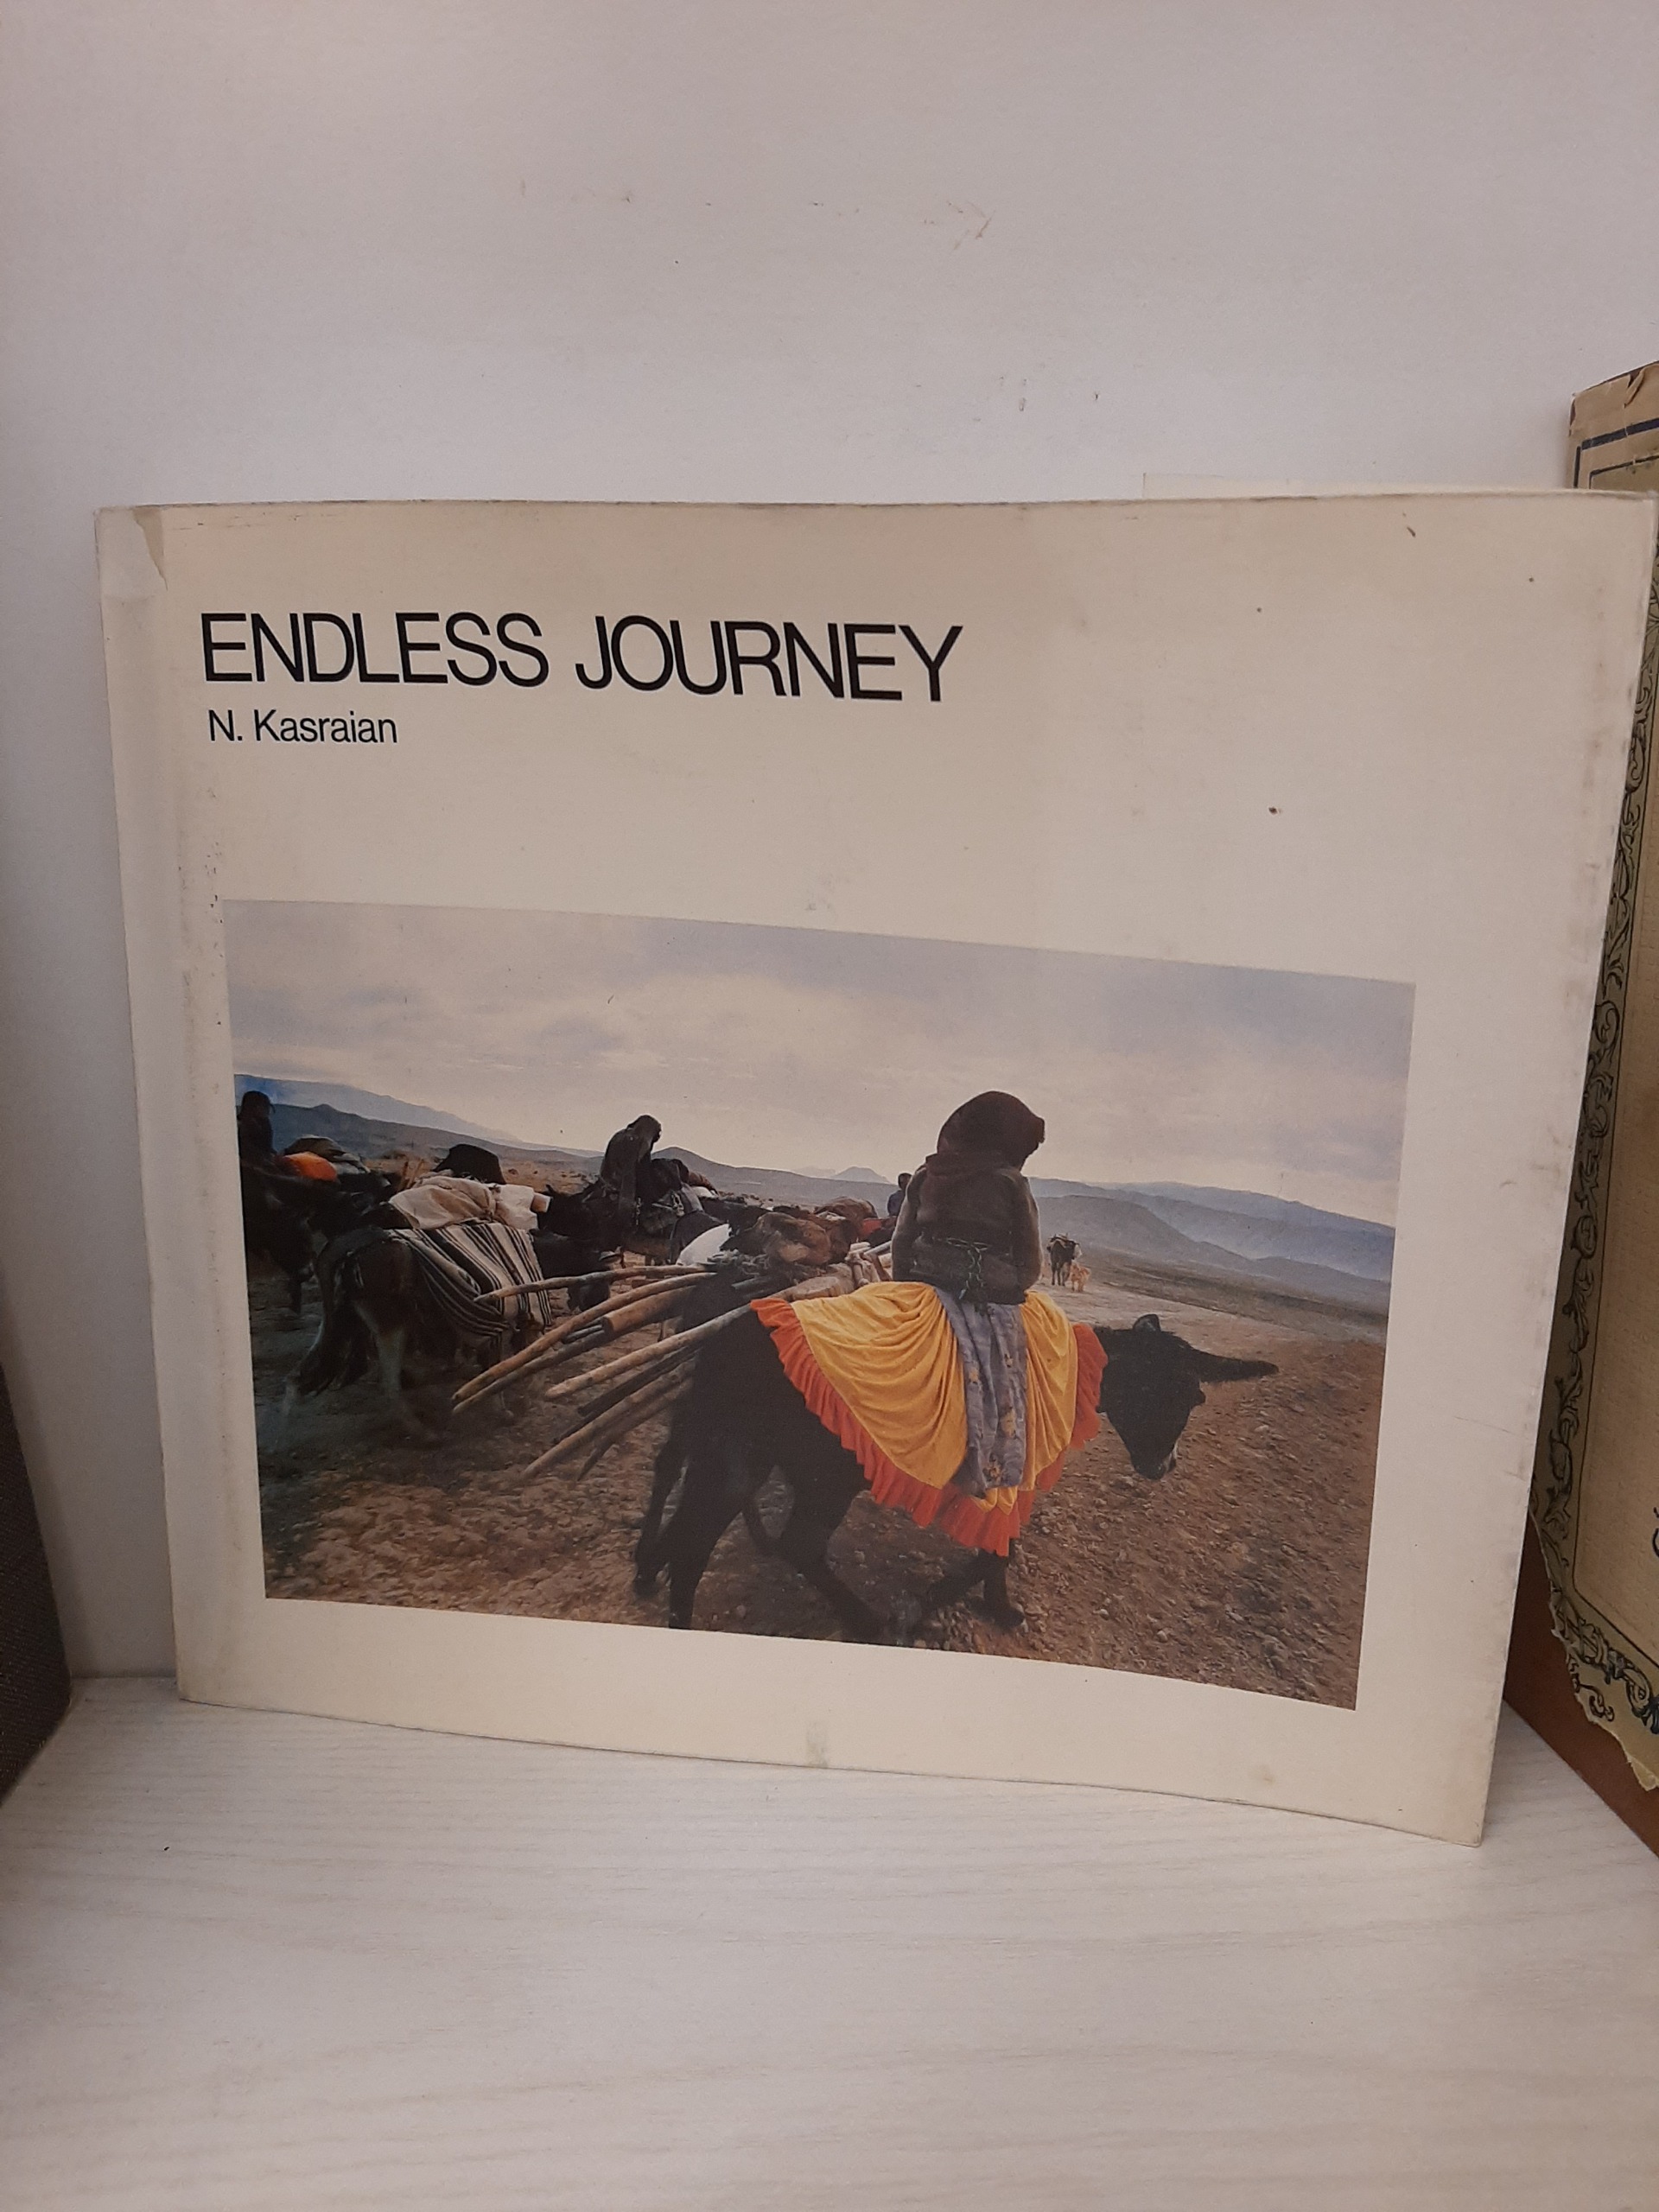 ENDLESS JOURNEY
N. Kasraian